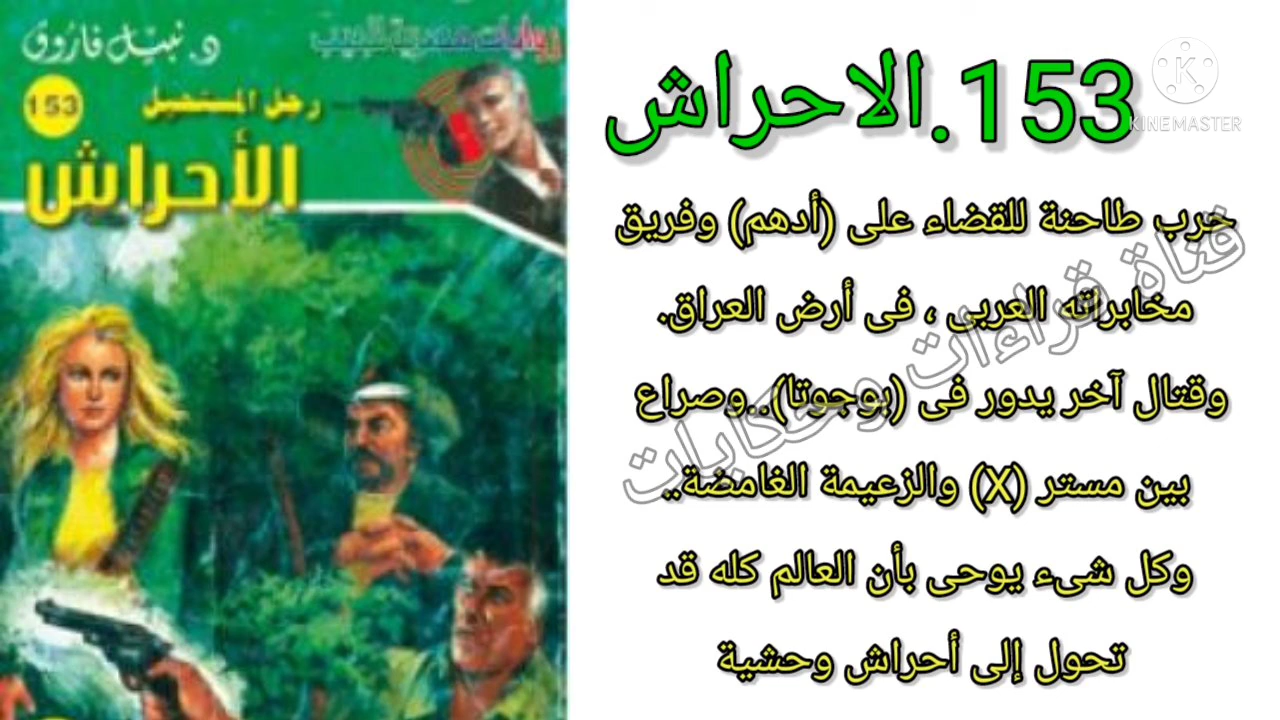 د. نبيل فاروق
روايات مصرية للجيب
153
رجل المستحيل
الأحراش
153.الاحراش
KINEMASTER
حرب طاحنة للقضاء على (أدهم) وفريق
مخابراته العربى ، فى أرض العراق.
وقتال آخر يدور فى (بوجوتا)..وصراع
بين مستر (X) والزعيمة الغامضة..
وكل شىء يوحى بأن العالم كله قد
تحول إلى أحراش وحشية
قناة قراءات وحكايات